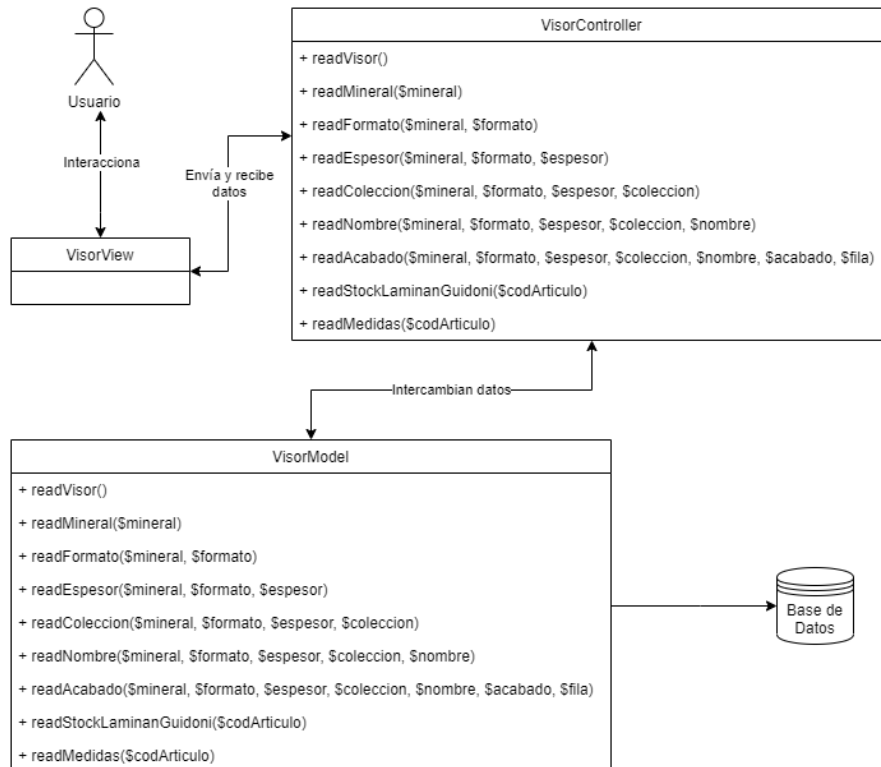 Usuario
Interacciona
Envía y recibe
datos
VisorView
VisorController
+ readVisor()
+ readMineral($mineral)
+ readFormato($mineral, $formato)
+ readEspesor($mineral, $formato, $espesor)
+ readColeccion($mineral, $formato, $espesor, $coleccion)
+ readNombre($mineral, $formato, $espesor, $coleccion, $nombre)
+ readAcabado($mineral, $formato, $espesor, $coleccion, $nombre, $acabado, $fila)
+ readStockLaminanGuidoni($codArticulo)
+ readMedidas($codArticulo)
Intercambian datos
VisorModel
+ readVisor()
+ readMineral($mineral)
+ readFormato($mineral, $formato)
+ readEspesor($mineral, $formato, $espesor)
+ readColeccion($mineral, $formato, $espesor, $coleccion)
+ readNombre($mineral, $formato, $espesor, $coleccion, $nombre)
+ readAcabado($mineral, $formato, $espesor, $coleccion, $nombre, $acabado, $fila)
+ readStockLaminanGuidoni($codArticulo)
+ readMedidas($codArticulo)
Base de
Datos